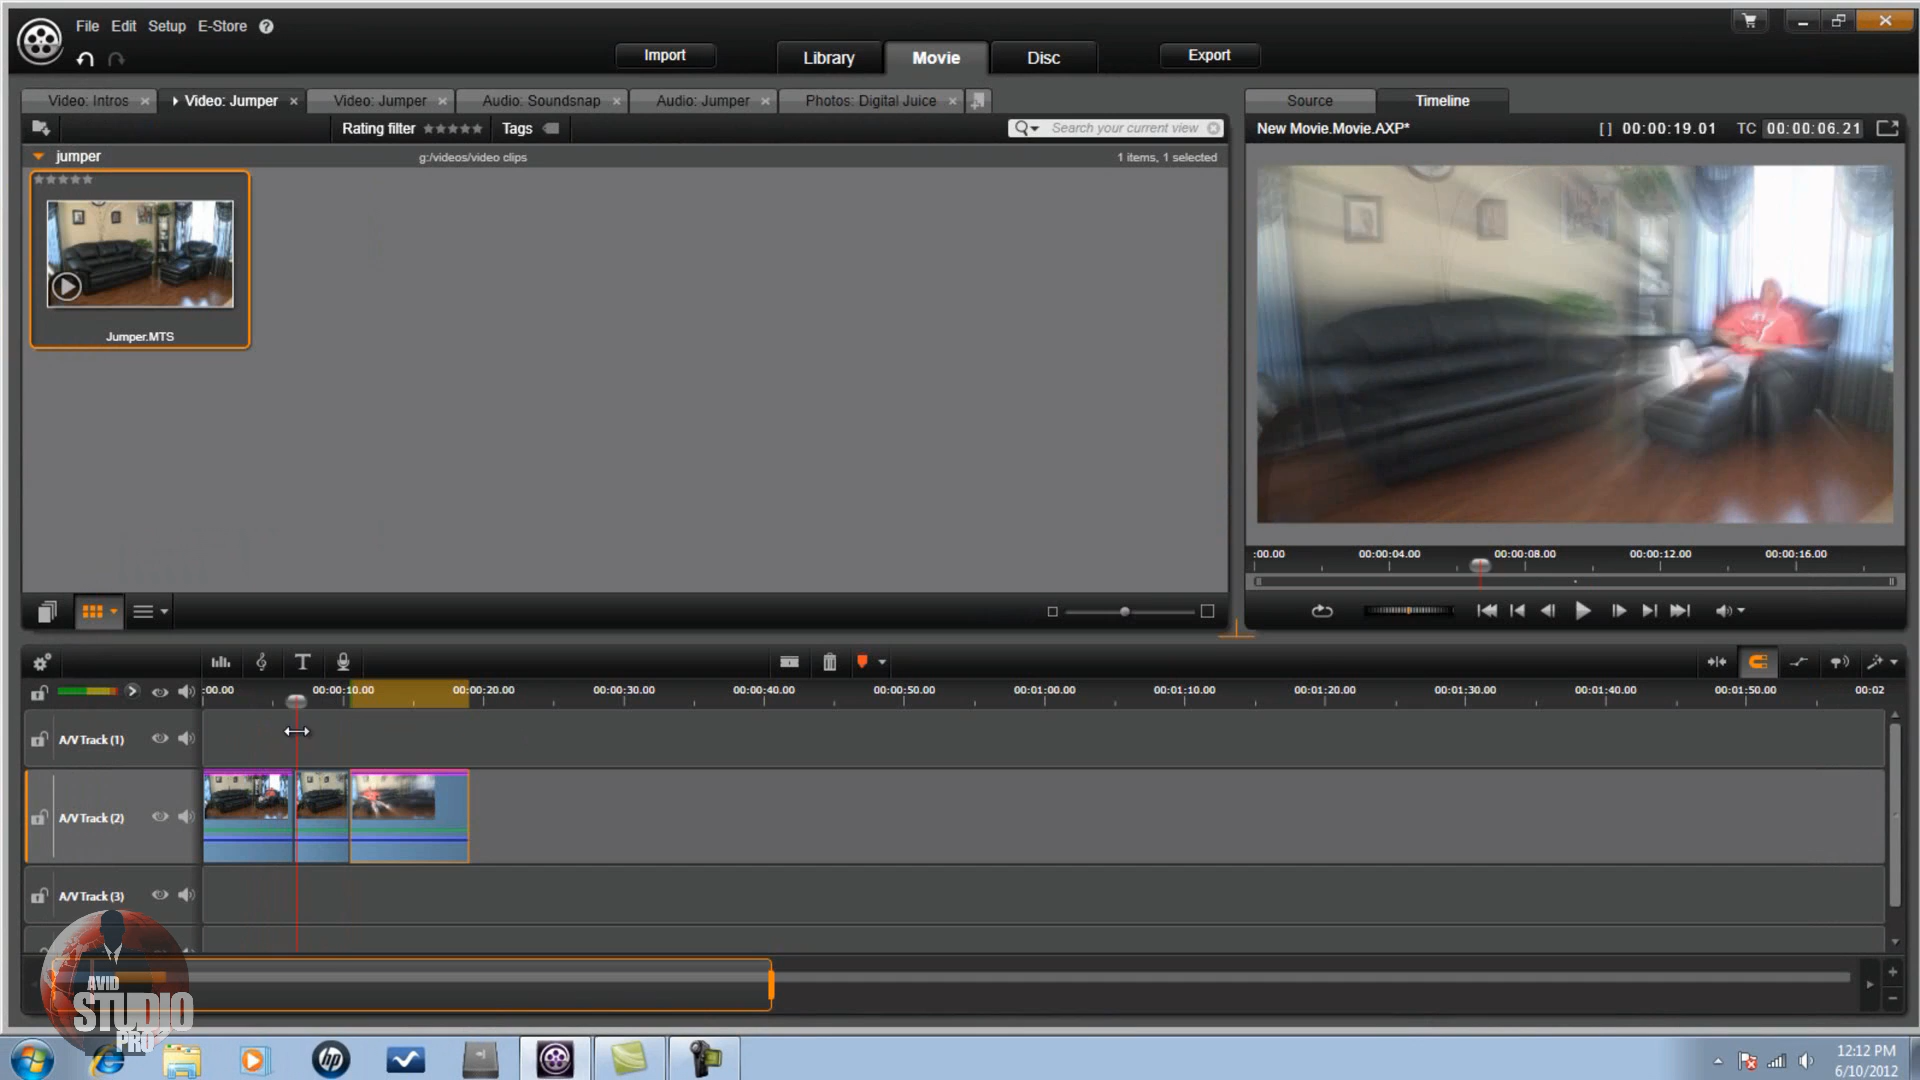 File Edit Setup E-Store ?
Import Library Movie Disc Export
Video: Intros × Video: Jumper × Video: Jumper × Audio: Soundsnap × Audio: Jumper × Photos: Digital Juice ×
Source Timeline
Rating filter Tags Search your current view
New Movie.Movie.AXP* [ ] 00:00:19.01 TC 00:00:06.21
jumper g:/videos/video clips 1 items, 1 selected
Jumper.MTS
:00.00 00:00:04.00 00:00:08.00 00:00:12.00 00:00:16.00
T
:00.00 00:00:10.00 00:00:20.00 00:00:30.00 00:00:40.00 00:00:50.00 00:01:00.00 00:01:10.00 00:01:20.00 00:01:30.00 00:01:40.00 00:01:50.00 00:02
A/V Track (1)
A/V Track (2)
A/V Track (3)
AVID
STUDIO
PRO
hp
12:12 PM
6/10/2012